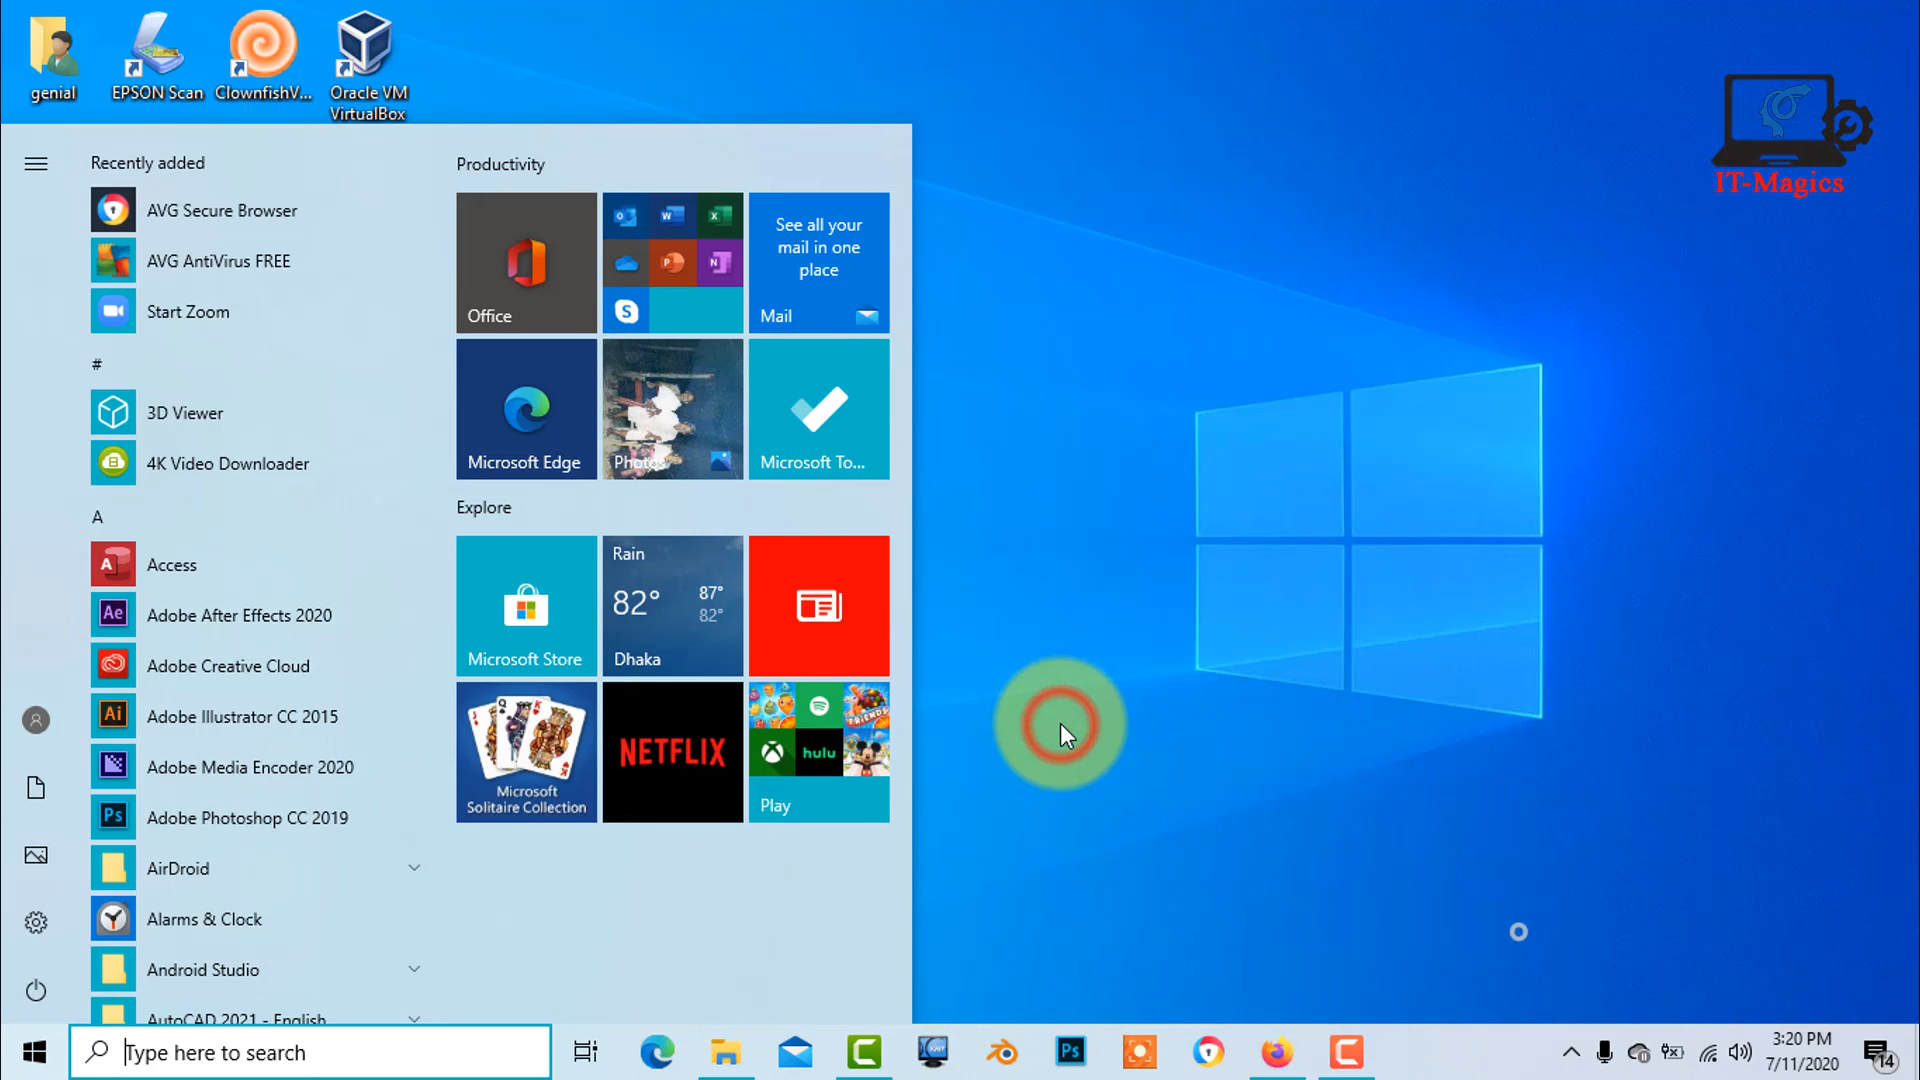 genial
EPSON Scan
ClownfishV...
Oracle VM
VirtualBox
IT-Magics
Recently added
AVG Secure Browser
AVG AntiVirus FREE
Start Zoom
#
3D Viewer
4K Video Downloader
A
Access
Adobe After Effects 2020
Adobe Creative Cloud
Adobe Illustrator CC 2015
Adobe Media Encoder 2020
Adobe Photoshop CC 2019
AirDroid
Alarms & Clock
Android Studio
AutoCAD 2021 - English
Productivity
Office
See all your
mail in one
place
Mail
Microsoft Edge
Photos
Microsoft To...
Explore
Microsoft Store
Rain
82° 87°
82°
Dhaka
Microsoft
Solitaire Collection
NETFLIX
hulu
FRIENDS
Play
Type here to search
3:20 PM
7/11/2020
14